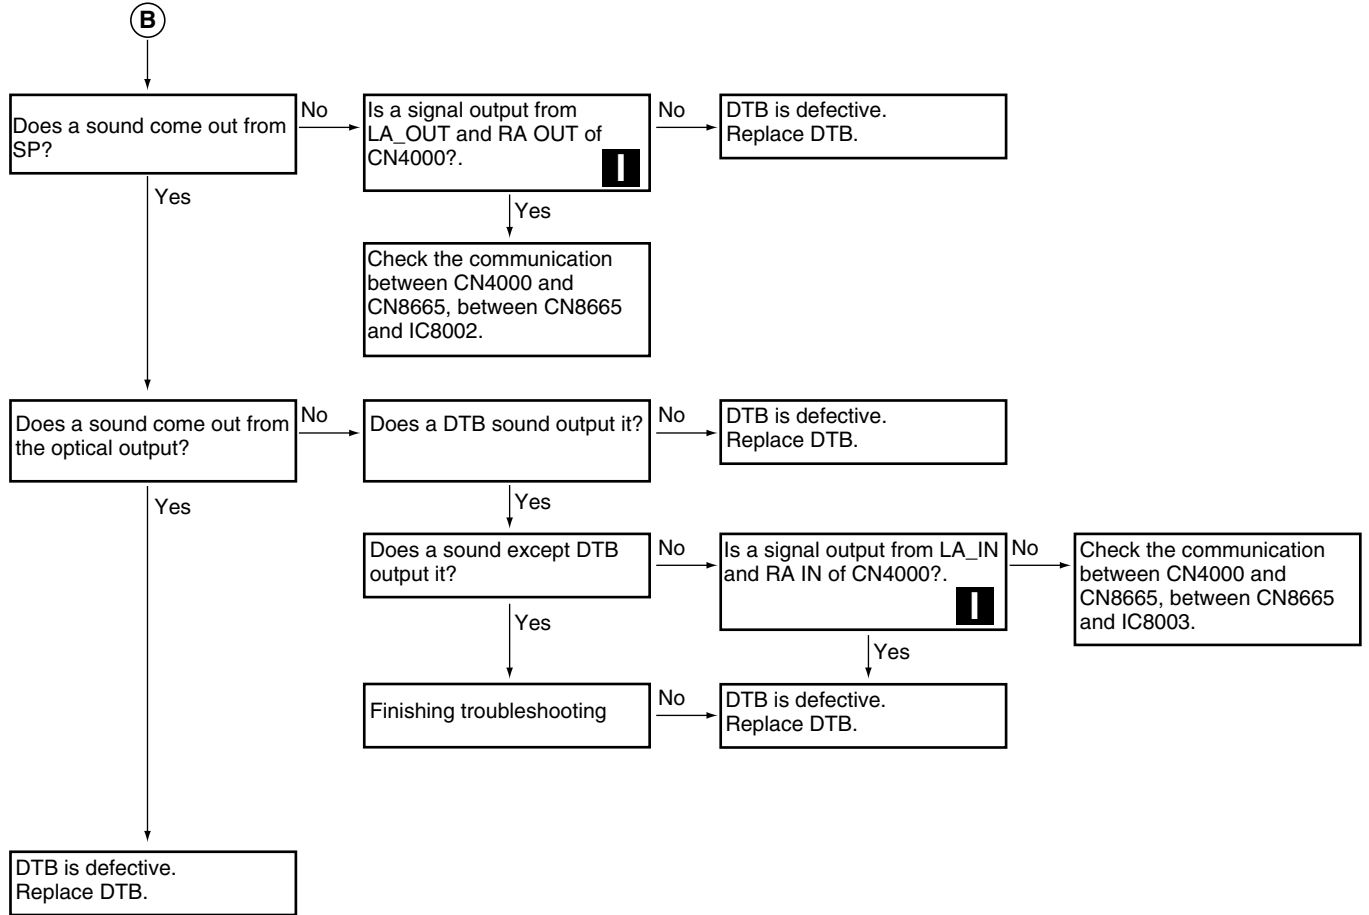 B
Does a sound come out from
SP?
No
Is a signal output from
LA_OUT and RA OUT of
CN4000?.
I
No
DTB is defective.
Replace DTB.
Yes
Yes
Check the communication
between CN4000 and
CN8665, between CN8665
and IC8002.
Does a sound come out from
the optical output?
No
Does a DTB sound output it?
No
DTB is defective.
Replace DTB.
Yes
Yes
Does a sound except DTB
output it?
No
Is a signal output from LA_IN
and RA IN of CN4000?.
I
No
Check the communication
between CN4000 and
CN8665, between CN8665
and IC8003.
Yes
Yes
Finishing troubleshooting
No
DTB is defective.
Replace DTB.
DTB is defective.
Replace DTB.